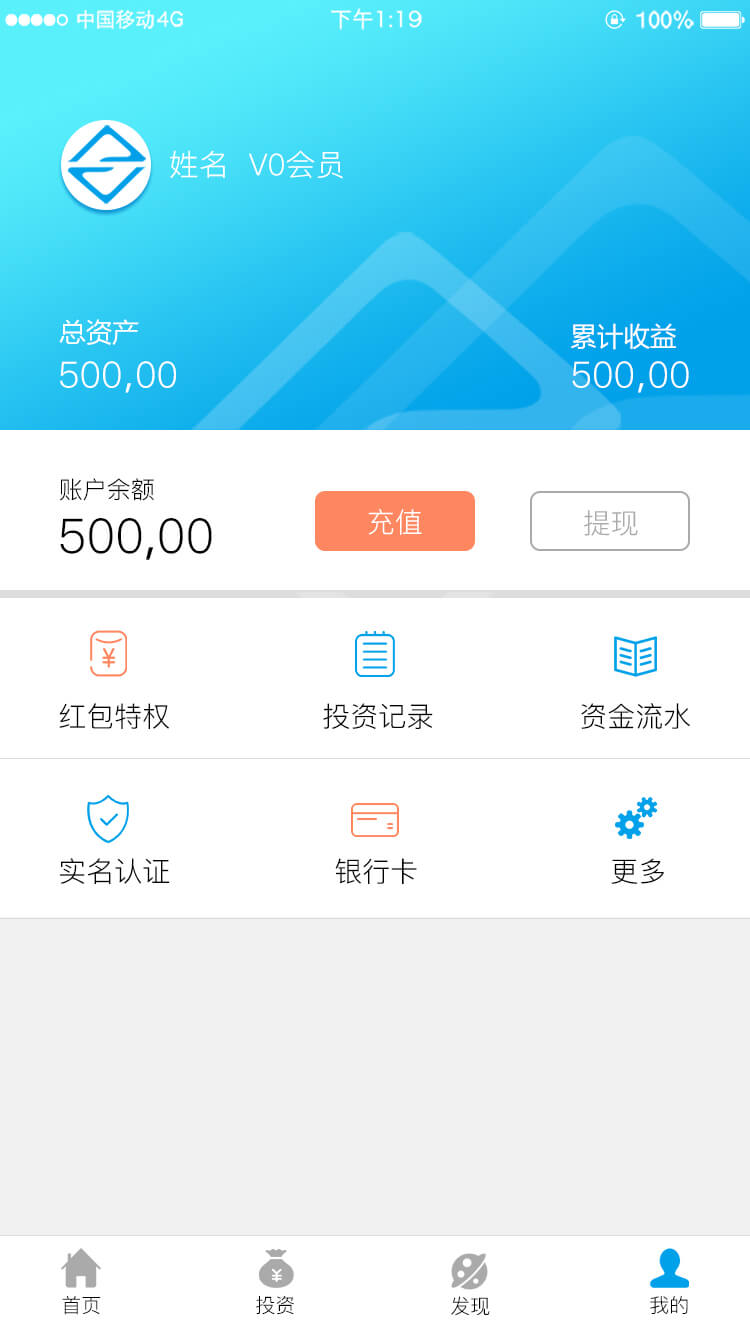 中国移动4G 下午1:19 100%
姓名 V0会员
总资产 累计收益
500,00 500,00
账户余额
500,00 充值 提现
¥
红包特权 投资记录 资金流水
实名认证 银行卡 更多
¥
首页 投资 发现 我的